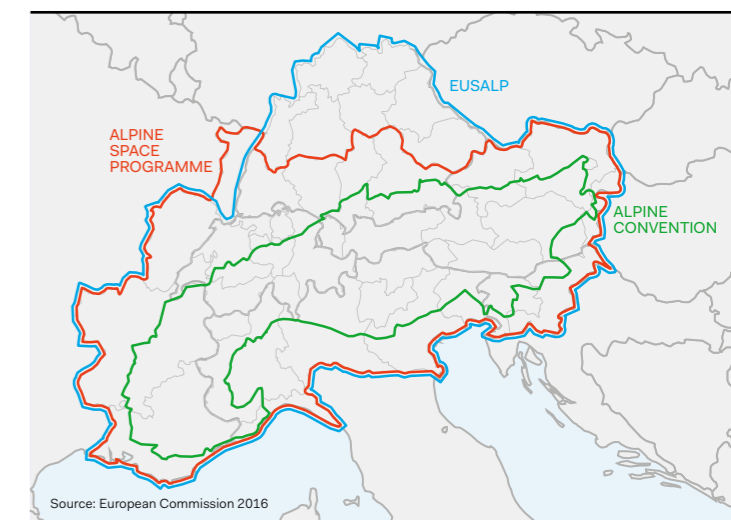 EUSALP
ALPINE
SPACE
PROGRAMME
ALPINE
CONVENTION
Source: European Commission 2016